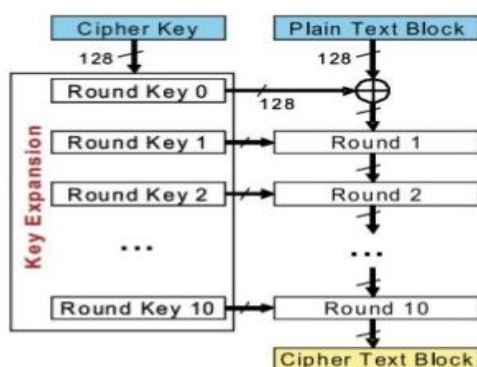 Cipher Key
Plain Text Block
128
128
Round Key 0
128
Round Key 1
Round 1
Round Key 2
Round 2
Key Expansion
...
...
Round Key 10
Round 10
Cipher Text Block